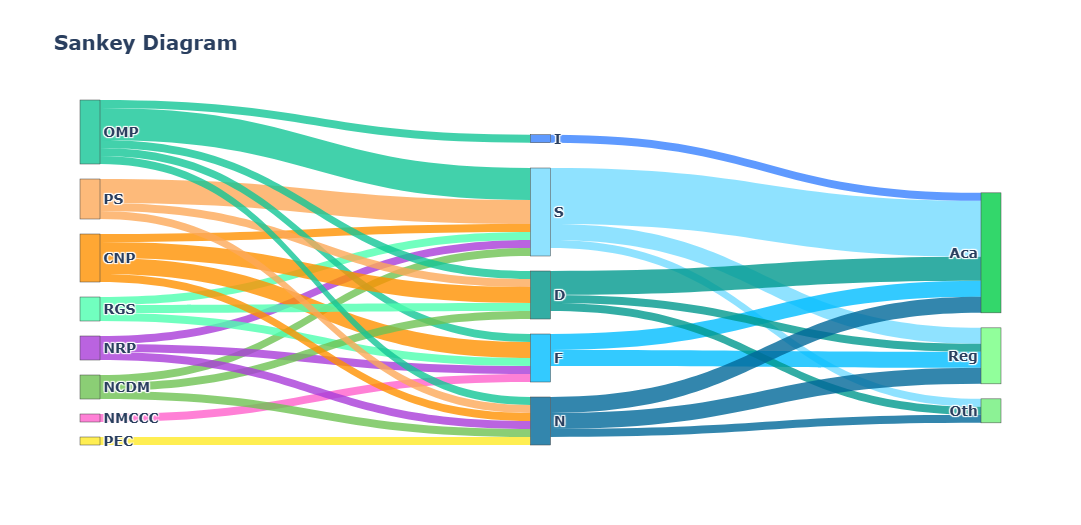 Sankey Diagram
OMP
PS
CNP
RGS
NRP
NCDM
NMCCC
PEC
I
S
D
F
N
Aca
Reg
Oth